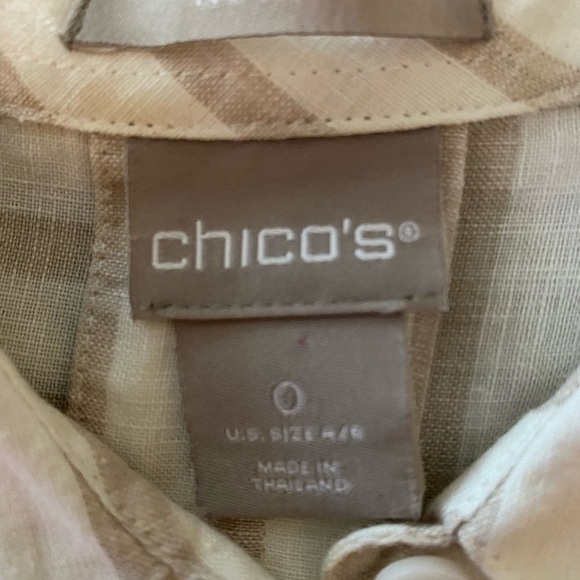 chico's®
0
U.S. SIZE 4/6
MADE IN
THAILAND